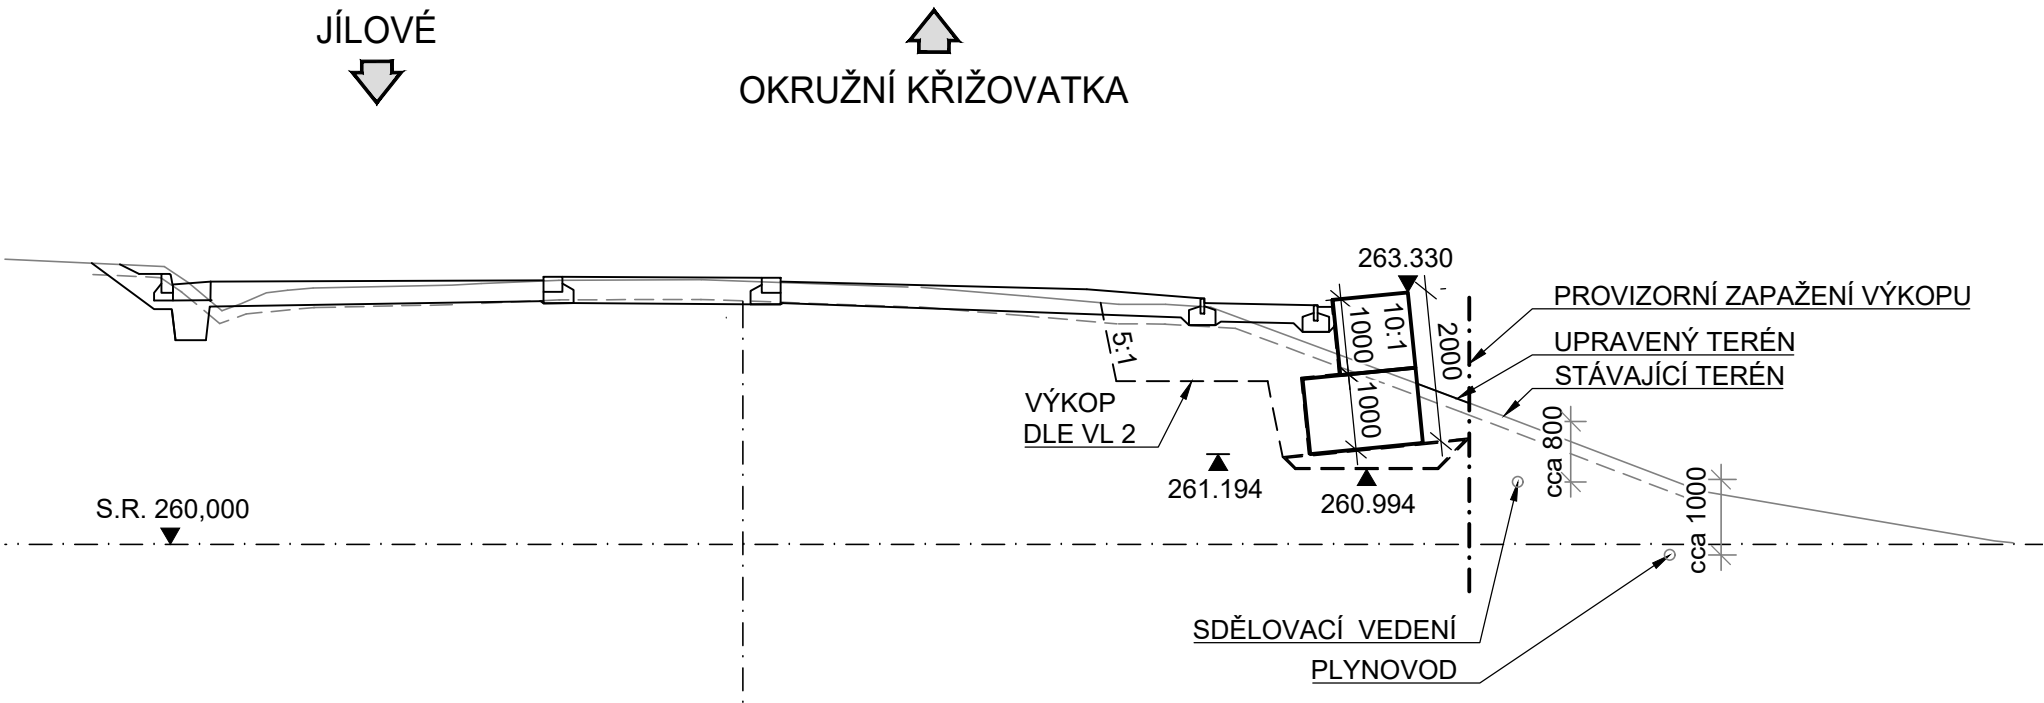 JÍLOVÉ
OKRUŽNÍ KŘIŽOVATKA
263.330
PROVIZORNÍ ZAPAŽENÍ VÝKOPU
UPRAVENÝ TERÉN
STÁVAJÍCÍ TERÉN
10:1
1000
2000
1000
5:1
VÝKOP
DLE VL 2
cca 800
261.194
260.994
cca 1000
S.R. 260,000
SDĚLOVACÍ VEDENÍ
PLYNOVOD